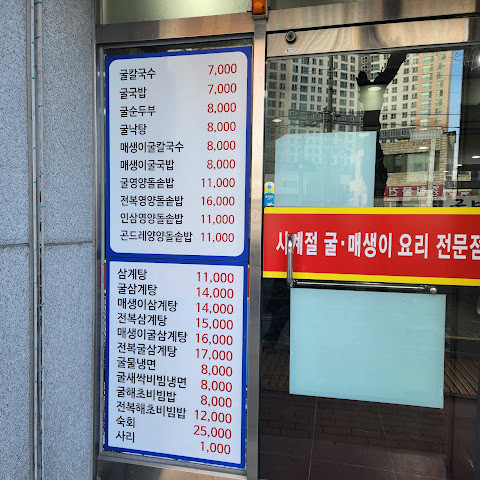 굴칼국수 7,000
굴국밥 7,000
굴순두부 8,000
굴낙탕 8,000
매생이굴칼국수 8,000
매생이굴국밥 8,000
굴영양돌솥밥 11,000
전복영양돌솥밥 16,000
인삼영양돌솥밥 11,000
곤드레양양돌솥밥 11,000
삼계탕 11,000
굴삼계탕 14,000
매생이삼계탕 14,000
전복삼계탕 15,000
매생이굴삼계탕 16,000
전복굴삼계탕 17,000
굴물냉면 8,000
굴새싹비빔냉면 8,000
굴해초비빔밥 8,000
전복해초비빔밥 12,000
숙회 25,000
사리 1,000
사계절 굴·매생이 요리 전문점